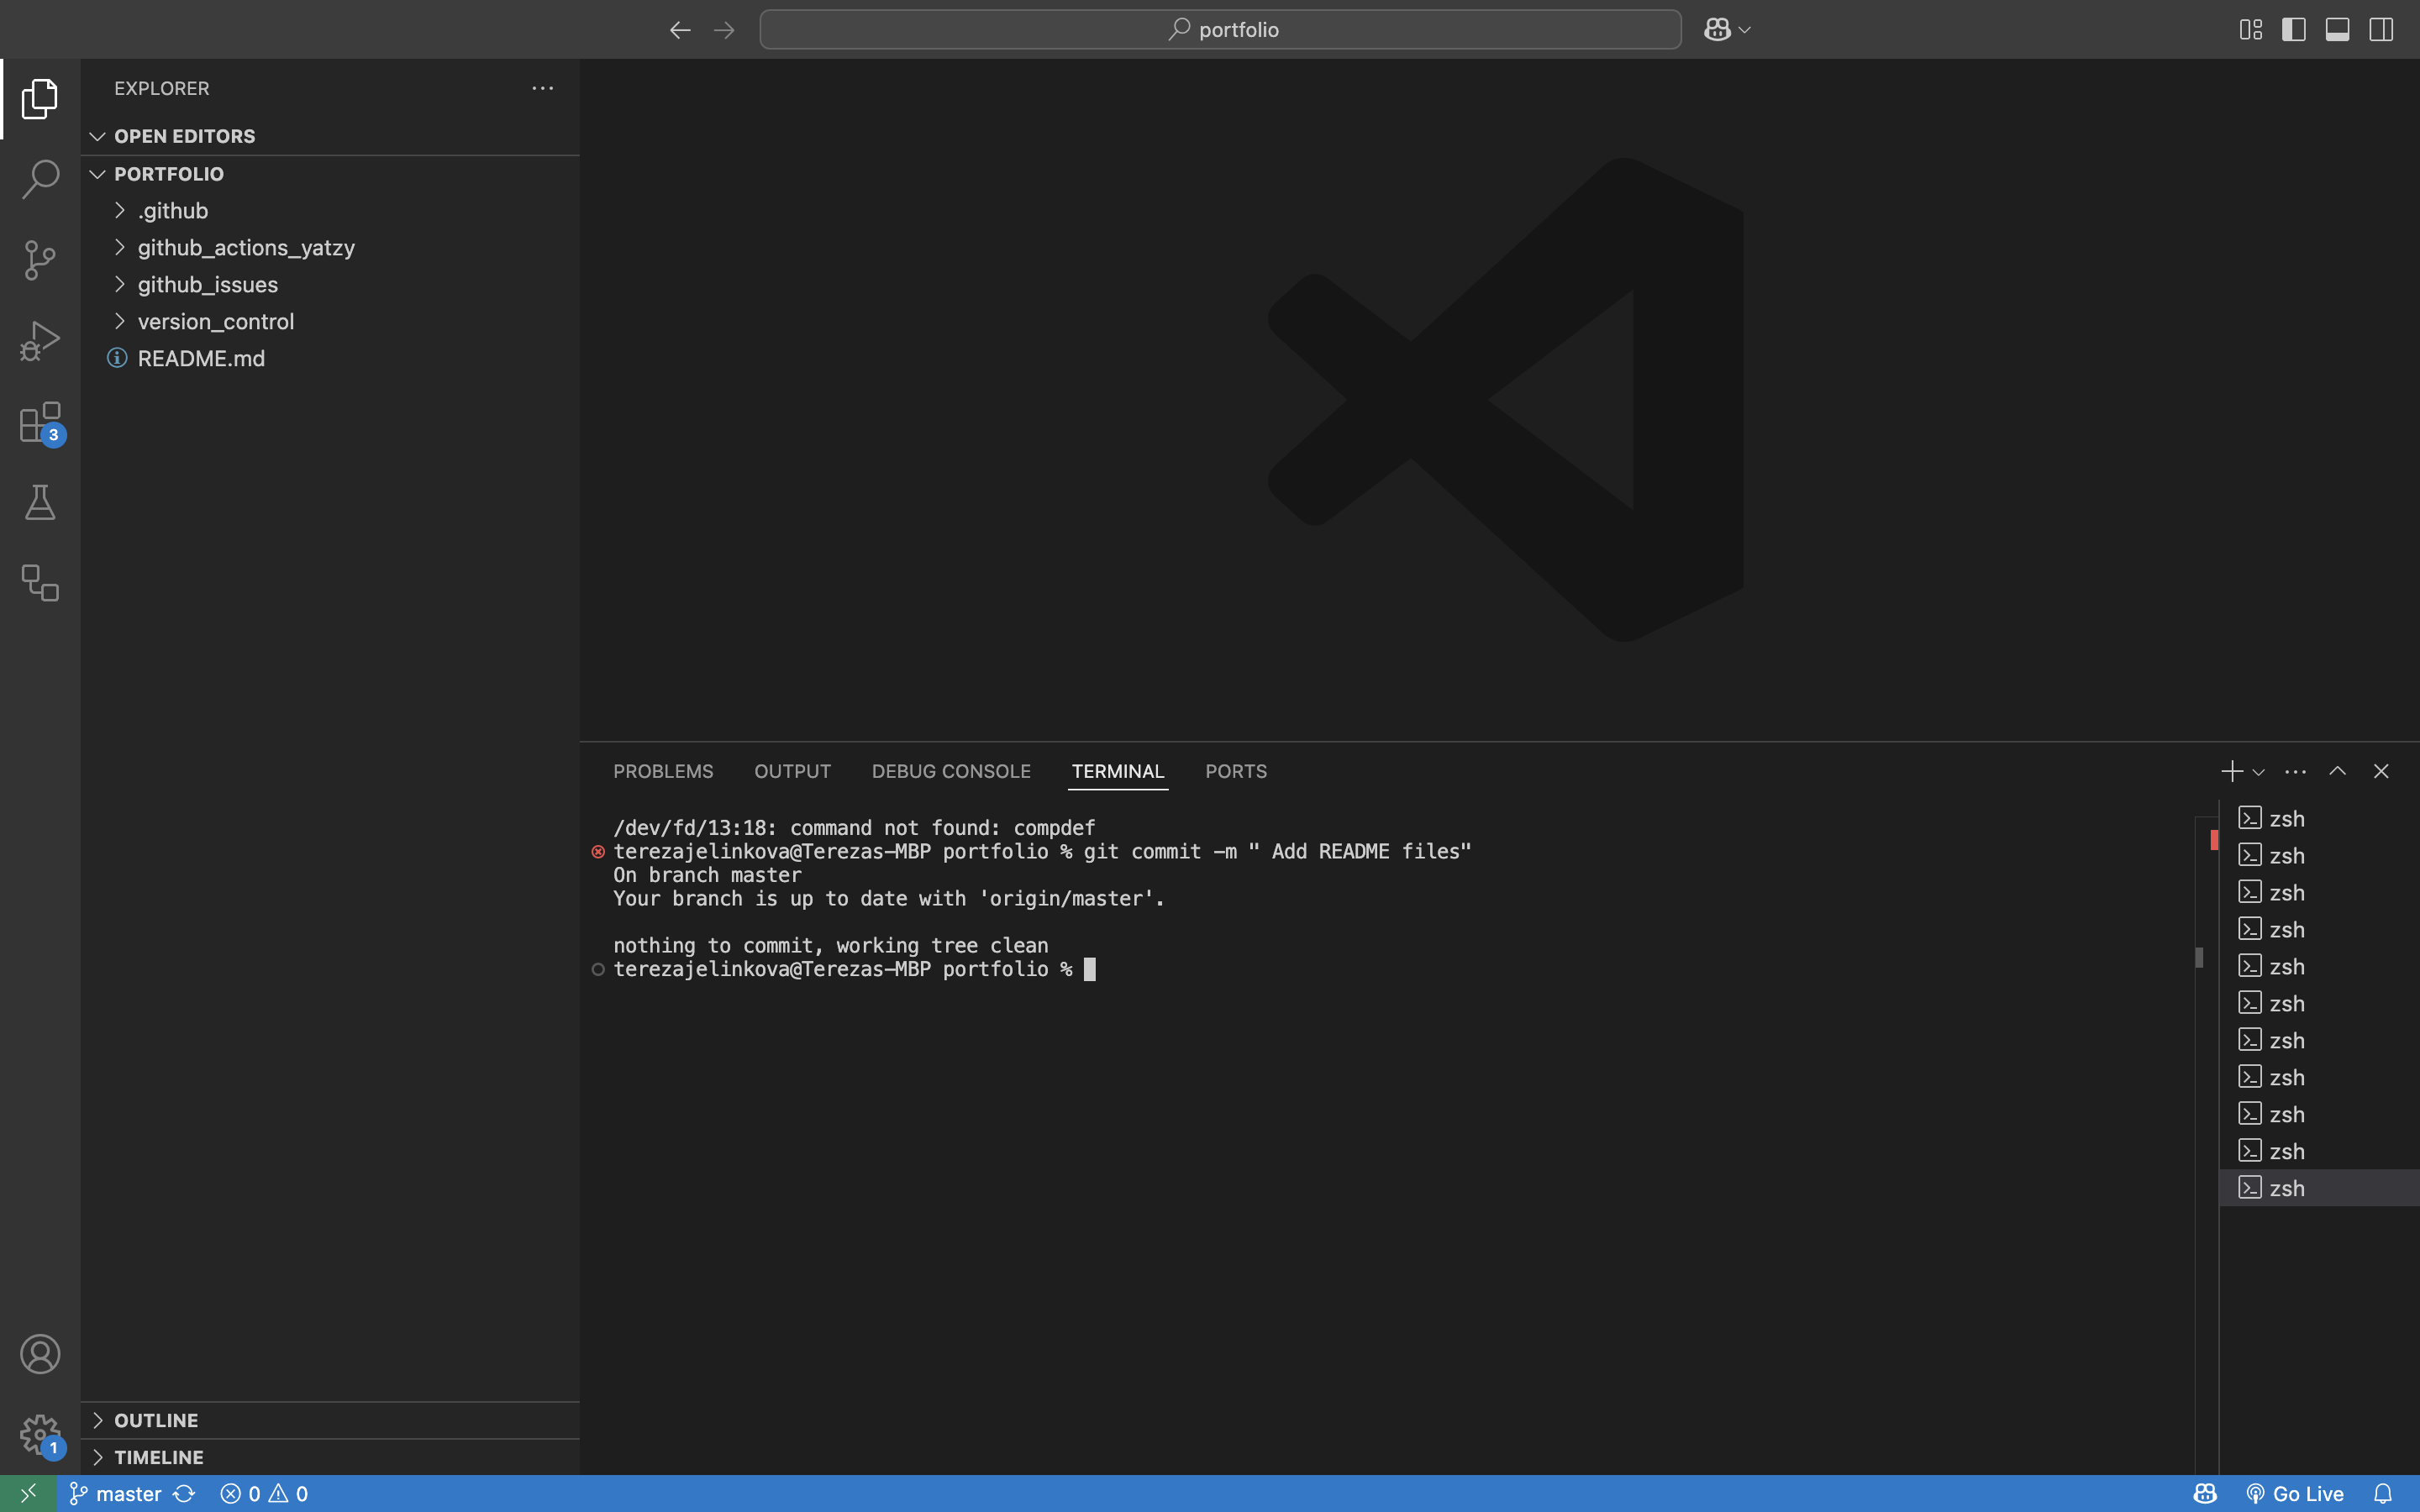 portfolio
EXPLORER
OPEN EDITORS
PORTFOLIO
.github
github_actions_yatzy
github_issues
version_control
README.md
3
PROBLEMS OUTPUT DEBUG CONSOLE TERMINAL PORTS
/dev/fd/13:18: command not found: compdef
terezajelinkova@Terezas-MBP portfolio % git commit -m " Add README files"
On branch master
Your branch is up to date with 'origin/master'.
nothing to commit, working tree clean
terezajelinkova@Terezas-MBP portfolio %
zsh
zsh
zsh
zsh
zsh
zsh
zsh
zsh
zsh
zsh
zsh
OUTLINE
1
TIMELINE
master 0 0 Go Live